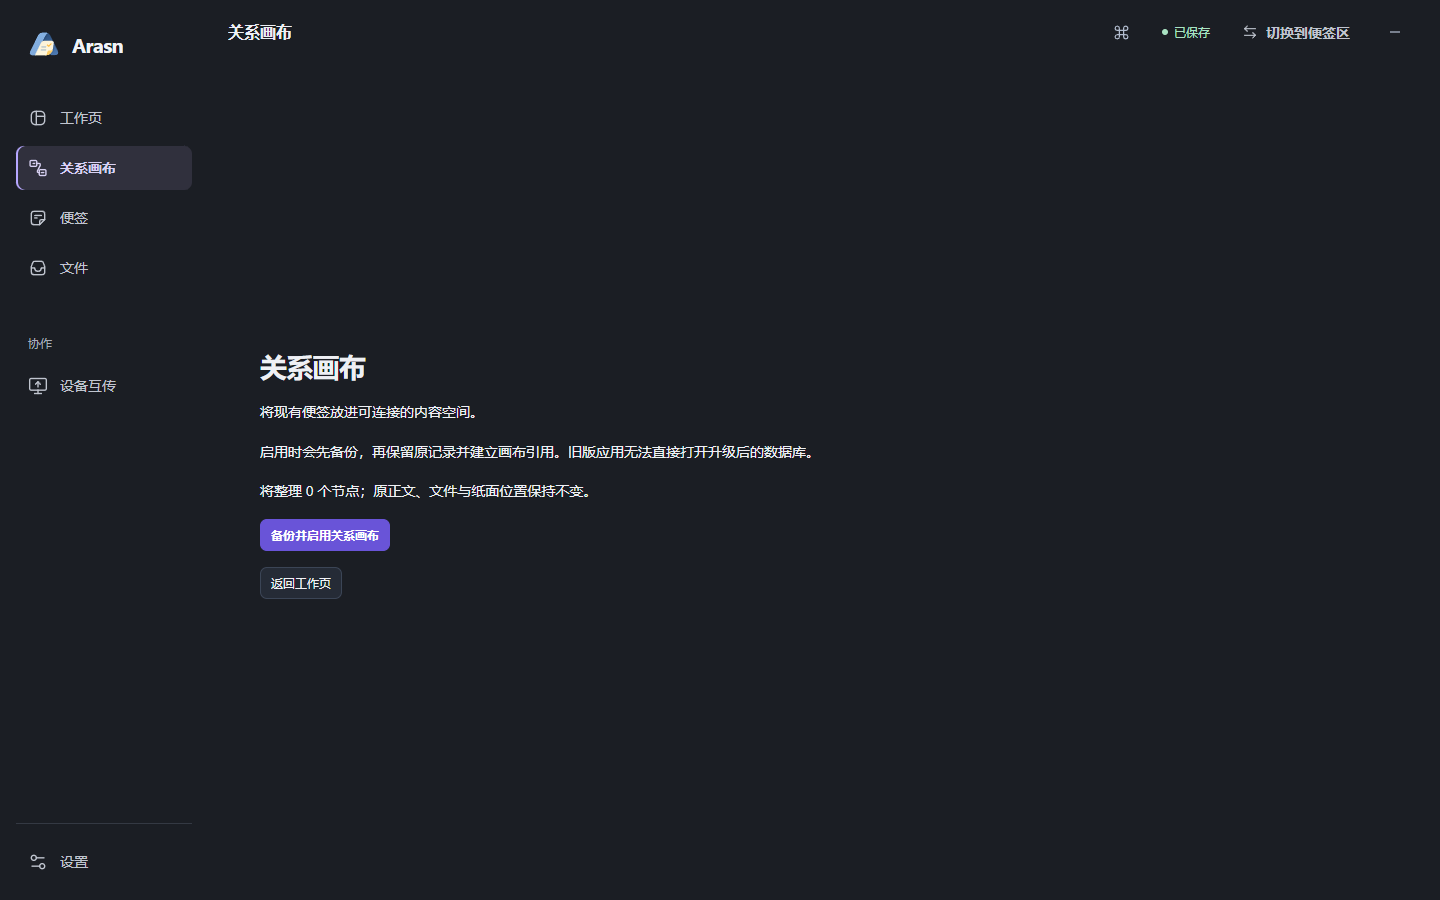 Arasn
关系画布
⌘
已保存
切换到便签区
工作页
关系画布
便签
文件
协作
设备互传
关系画布
将现有便签放进可连接的内容空间。
启用时会先备份，再保留原记录并建立画布引用。旧版应用无法直接打开升级后的数据库。
将整理 0 个节点；原正文、文件与纸面位置保持不变。
备份并启用关系画布
返回工作页
设置